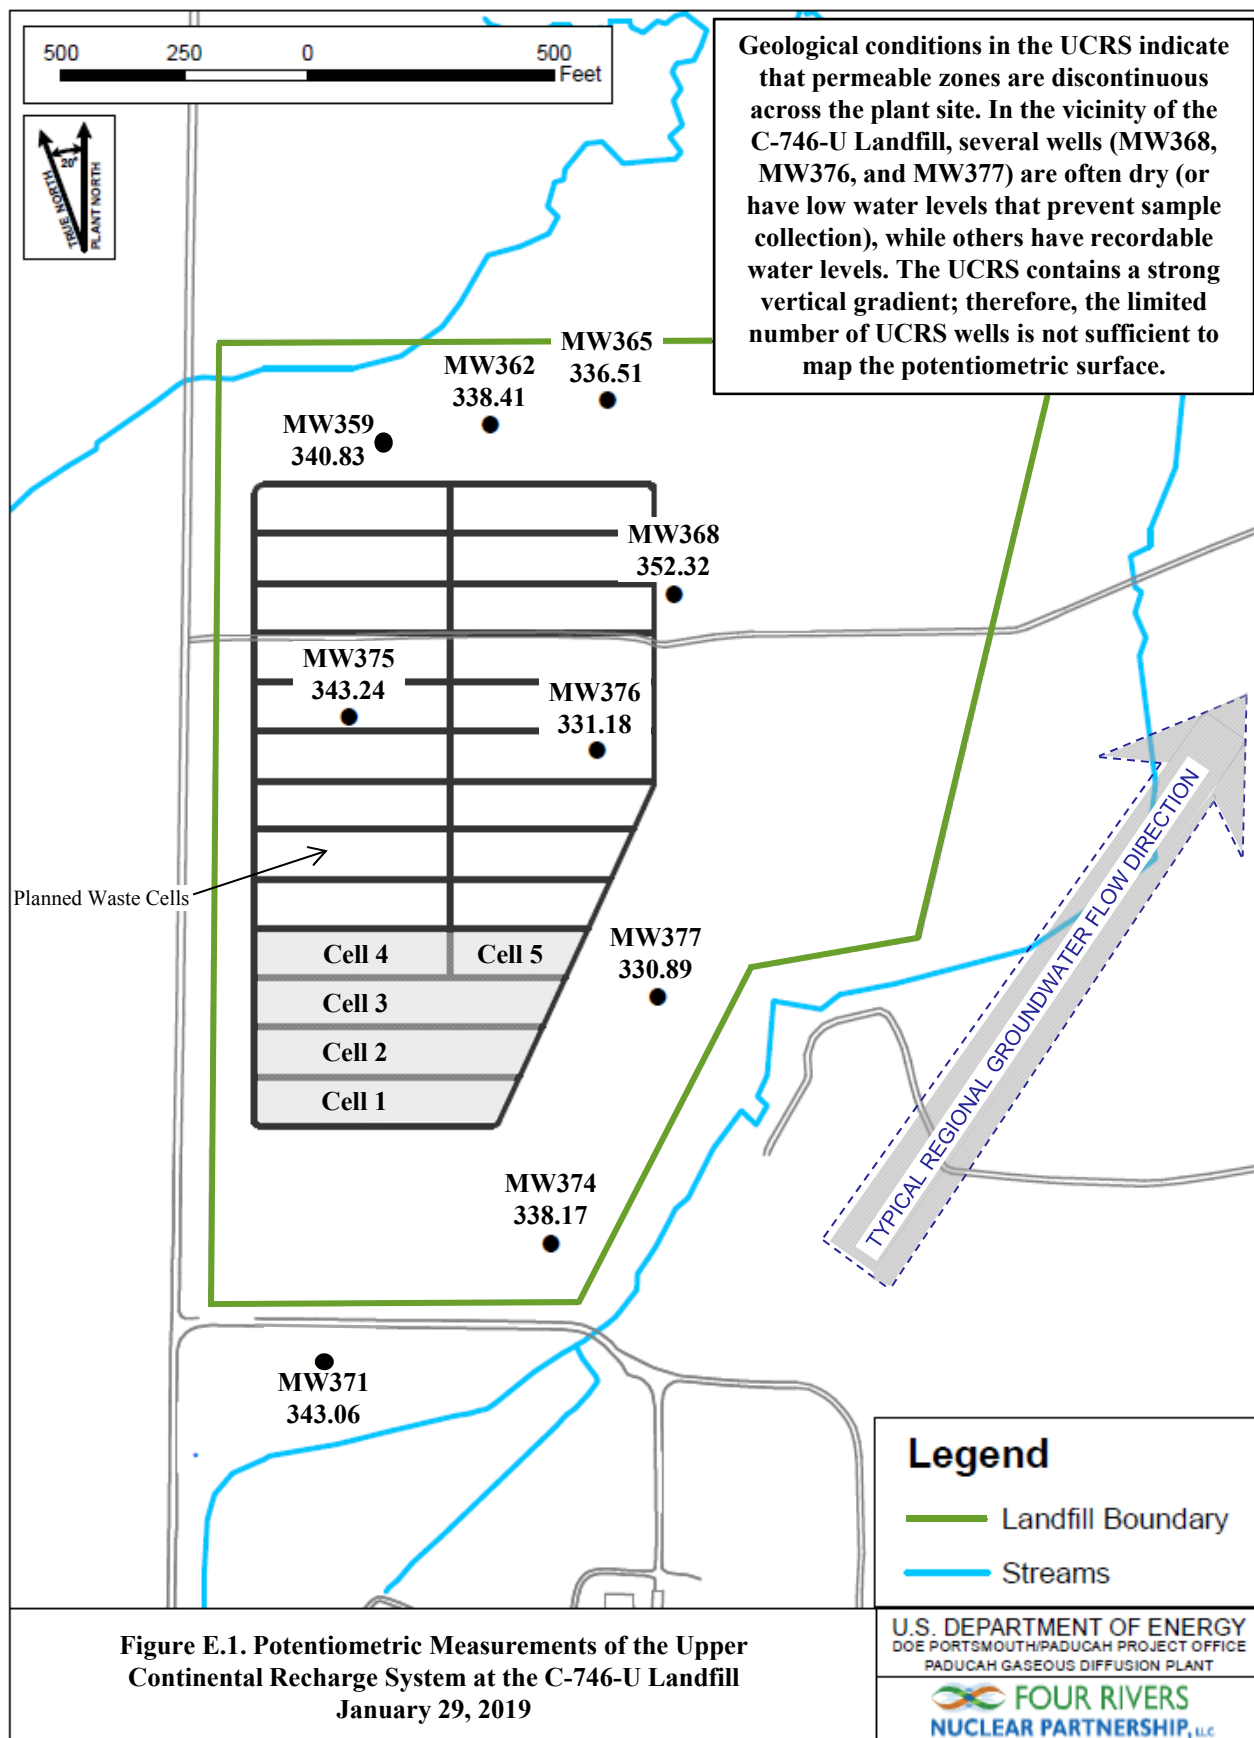 500
250
0
500
Feet
20°
TRUE NORTH
PLANT NORTH
Geological conditions in the UCRS indicate
that permeable zones are discontinuous
across the plant site. In the vicinity of the
C-746-U Landfill, several wells (MW368,
MW376, and MW377) are often dry (or
have low water levels that prevent sample
collection), while others have recordable
water levels. The UCRS contains a strong
vertical gradient; therefore, the limited
number of UCRS wells is not sufficient to
map the potentiometric surface.
MW365
336.51
MW362
338.41
MW359
340.83
MW368
352.32
MW375
343.24
MW376
331.18
Planned Waste Cells
Cell 4
Cell 5
Cell 3
Cell 2
Cell 1
MW377
330.89
TYPICAL REGIONAL GROUNDWATER FLOW DIRECTION
MW374
338.17
MW371
343.06
Legend
Landfill Boundary
Streams
Figure E.1. Potentiometric Measurements of the Upper
Continental Recharge System at the C-746-U Landfill
January 29, 2019
U.S. DEPARTMENT OF ENERGY
DOE PORTSMOUTH/PADUCAH PROJECT OFFICE
PADUCAH GASEOUS DIFFUSION PLANT
FOUR RIVERS
NUCLEAR PARTNERSHIP, LLC